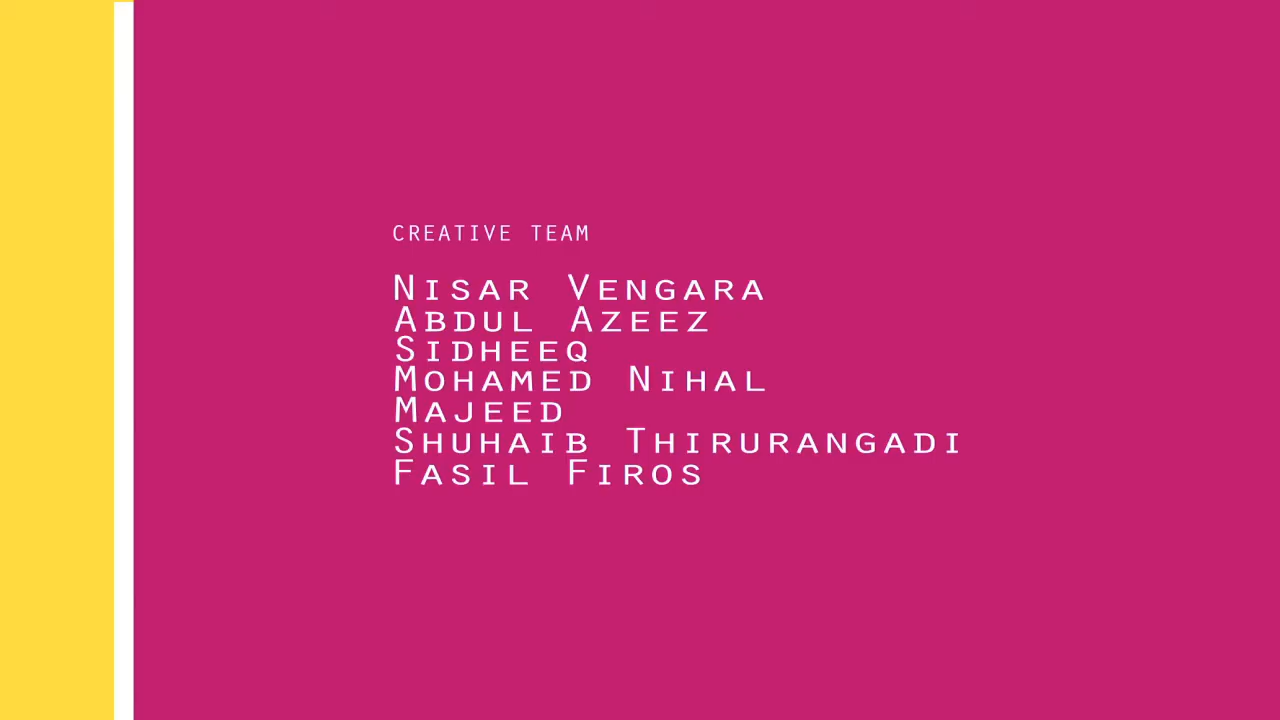 CREATIVE TEAM
NISAR VENGARA
ABDUL AZEEZ
SIDHEEQ
MOHAMED NIHAL
MAJEED
SHUHAIB THIRURANGADI
FASIL FIROS